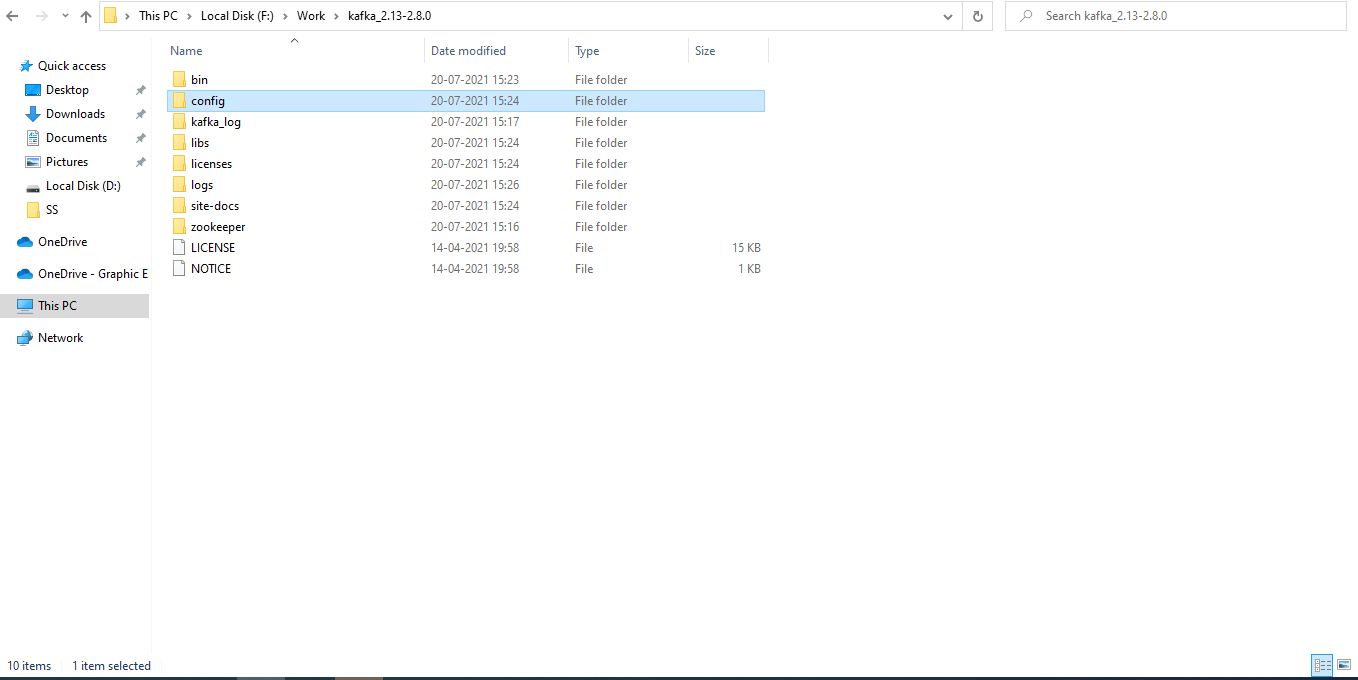 This PC Local Disk (F:) Work kafka_2.13-2.8.0
Search kafka_2.13-2.8.0
Quick access
Desktop
Downloads
Documents
Pictures
Local Disk (D:)
SS
OneDrive
OneDrive - Graphic E
This PC
Network
Name Date modified Type Size
bin 20-07-2021 15:23 File folder
config 20-07-2021 15:24 File folder
kafka_log 20-07-2021 15:17 File folder
libs 20-07-2021 15:24 File folder
licenses 20-07-2021 15:24 File folder
logs 20-07-2021 15:26 File folder
site-docs 20-07-2021 15:24 File folder
zookeeper 20-07-2021 15:16 File folder
LICENSE 14-04-2021 19:58 File 15 KB
NOTICE 14-04-2021 19:58 File 1 KB
10 items 1 item selected